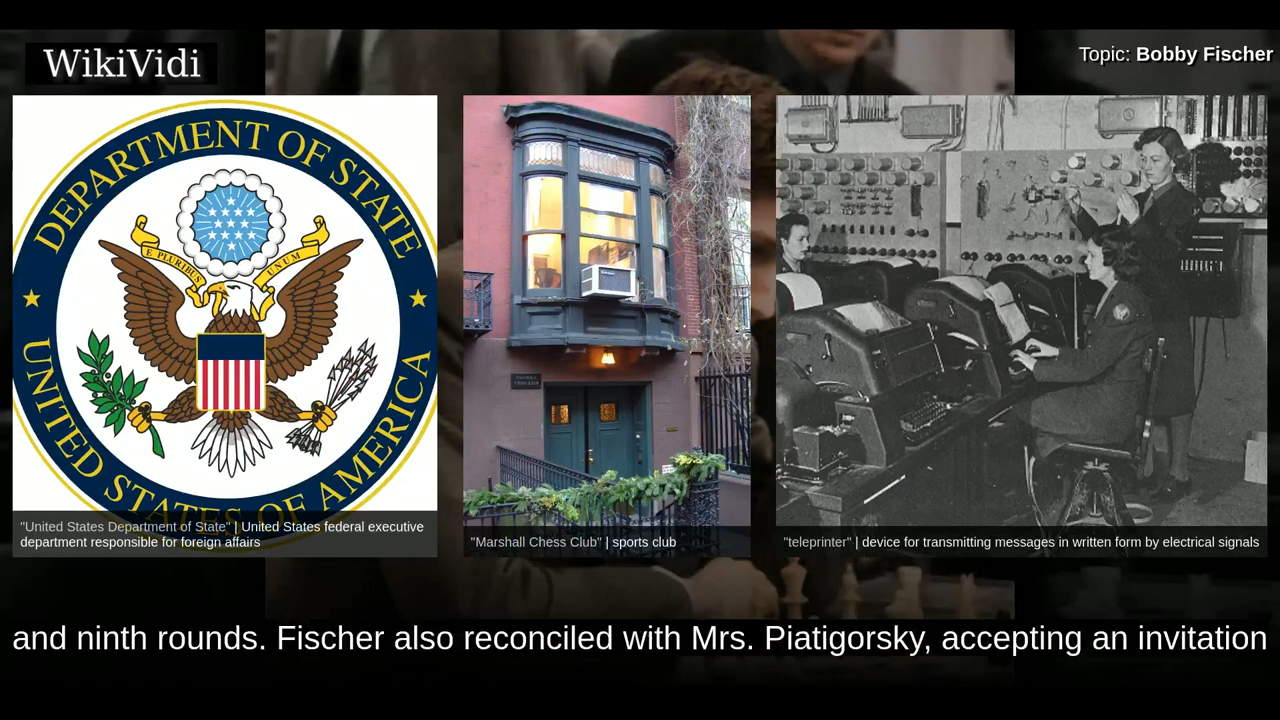 WikiVidi
Topic: Bobby Fischer
DEPARTMENT OF STATE
E PLURIBUS
UNUM
UNITED STATES OF AMERICA
"United States Department of State" | United States federal executive
department responsible for foreign affairs
"Marshall Chess Club" | sports club
"teleprinter" | device for transmitting messages in written form by electrical signals
and ninth rounds. Fischer also reconciled with Mrs. Piatigorsky, accepting an invitation